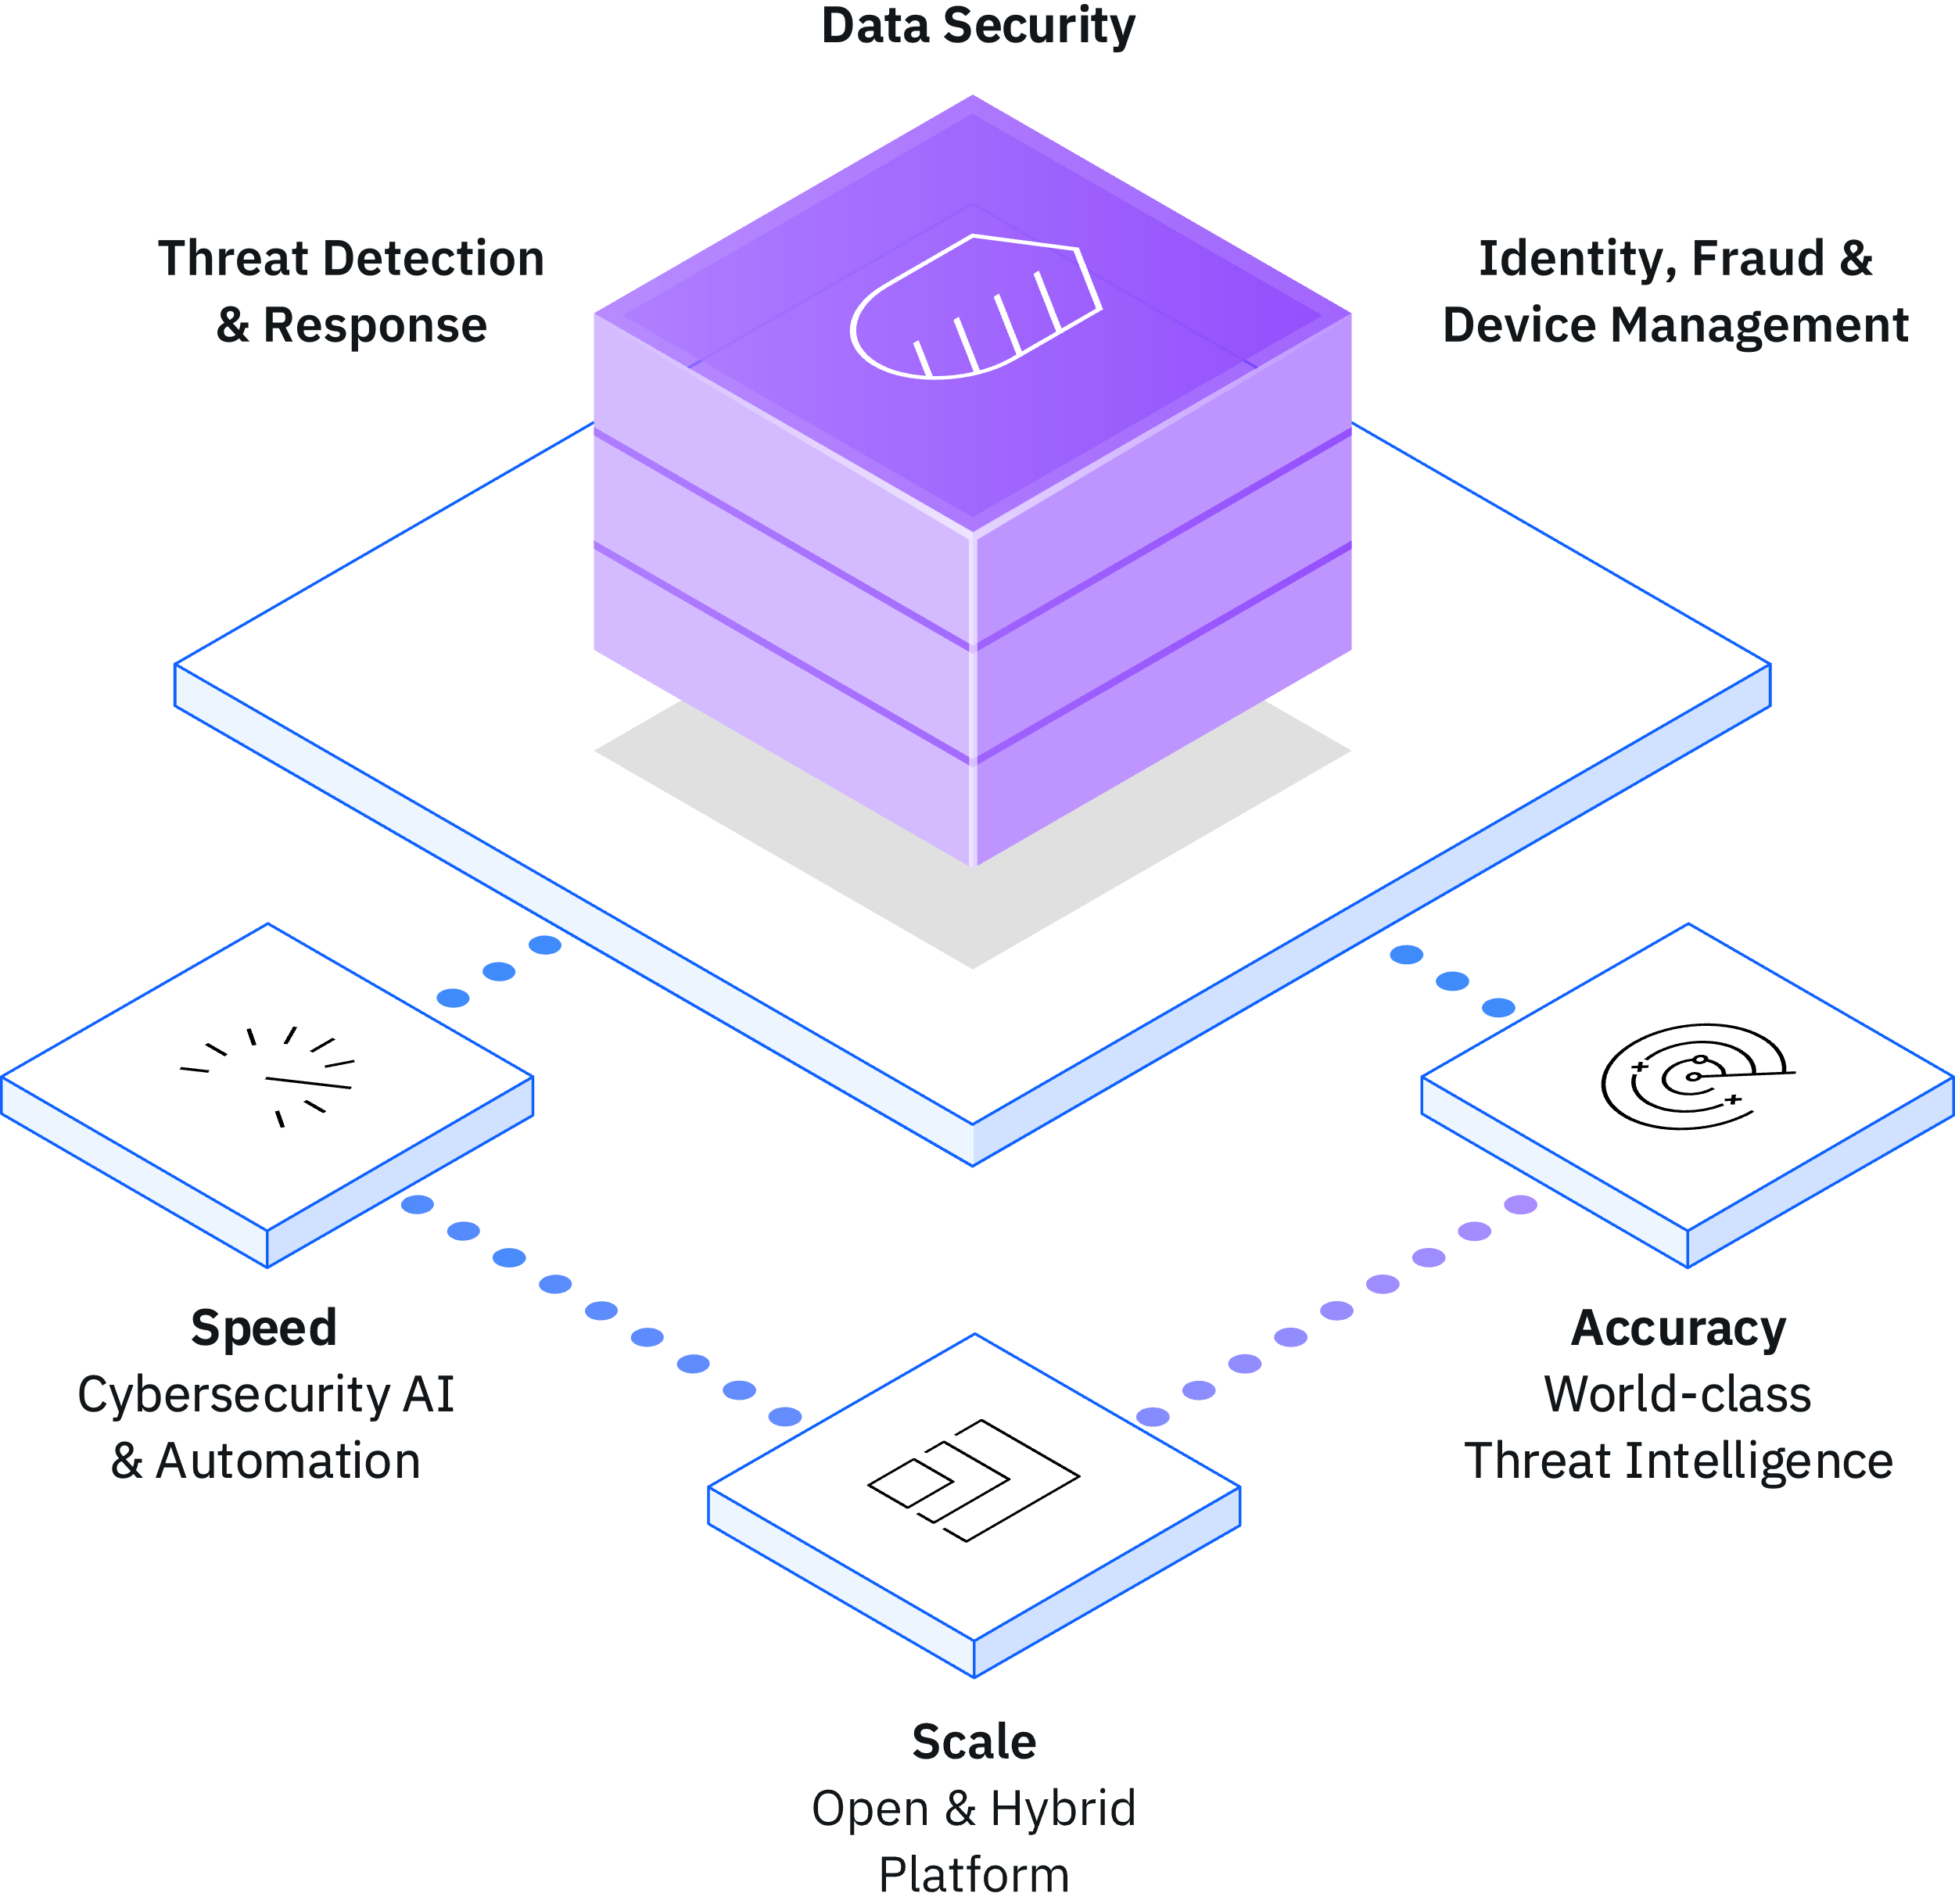 Data Security
Threat Detection
& Response
Identity, Fraud &
Device Management
Speed
Cybersecurity AI
& Automation
Accuracy
World-class
Threat Intelligence
Scale
Open & Hybrid
Platform